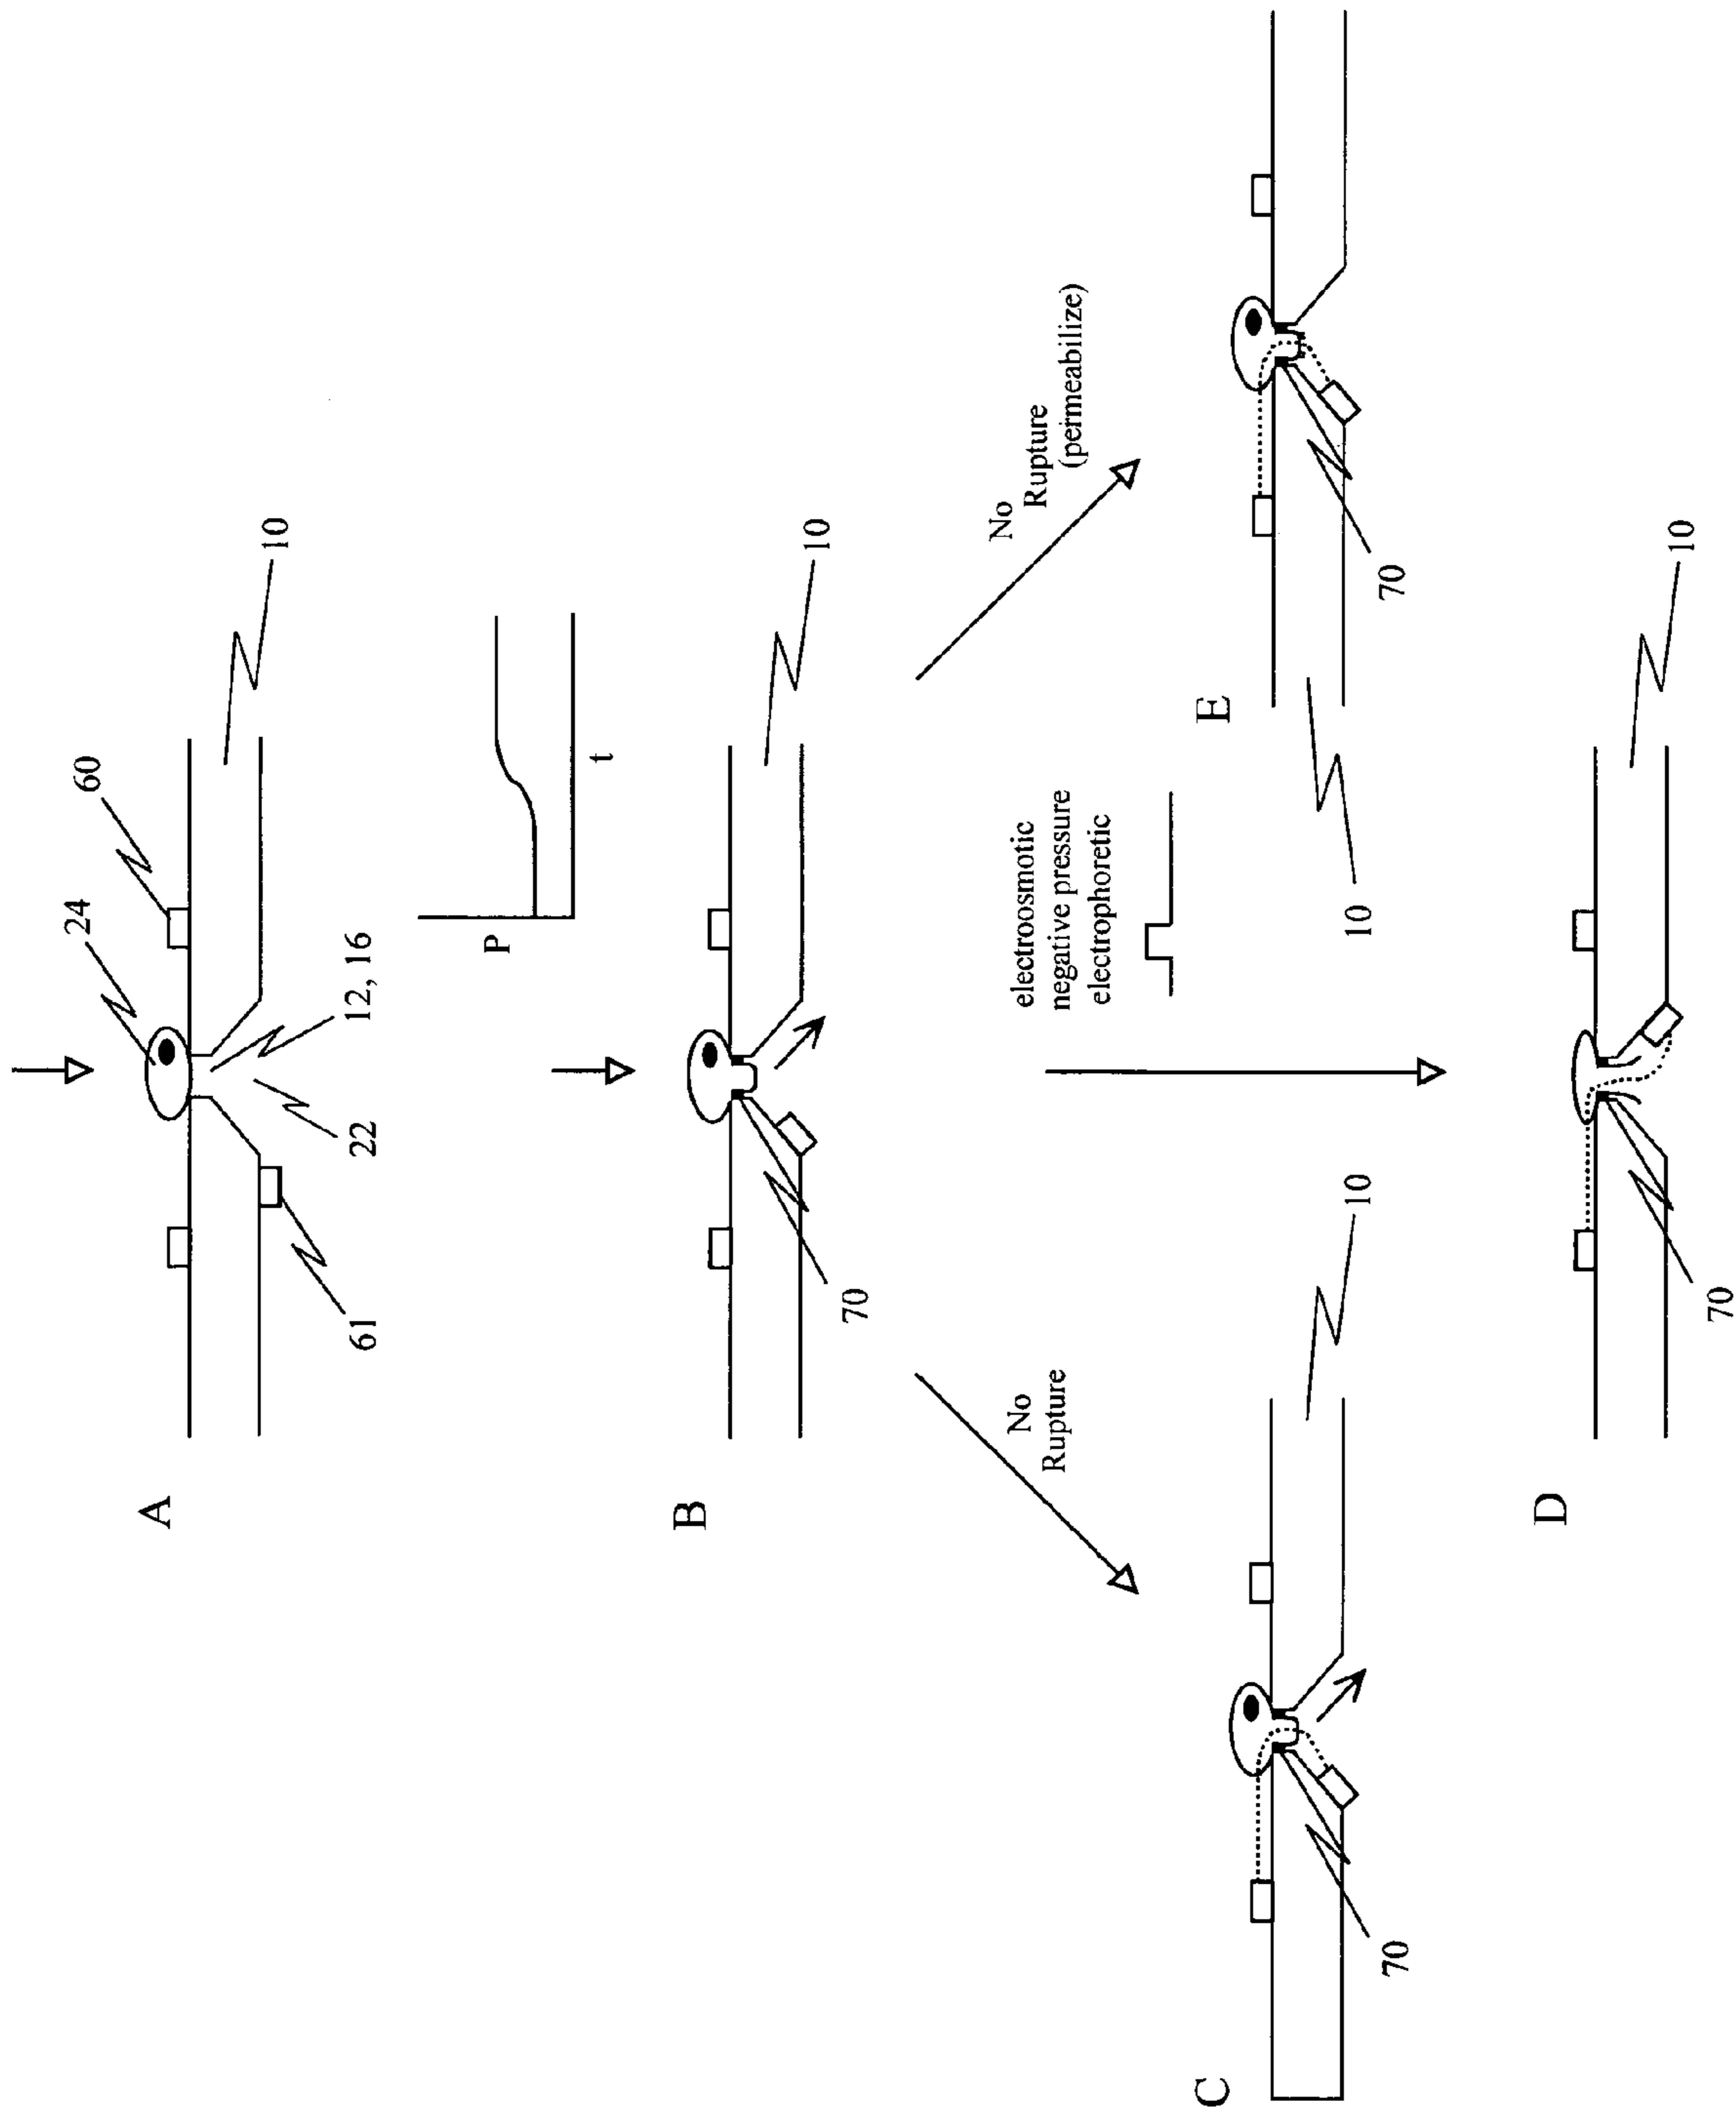 A
24
60
10
12, 16
22
61
P
t
B
10
70
No
Rupture
electroosmotic
negative pressure
electrophoretic
No
Rupture
(permeabilize)
C
10
70
E
10
70
D
10
70